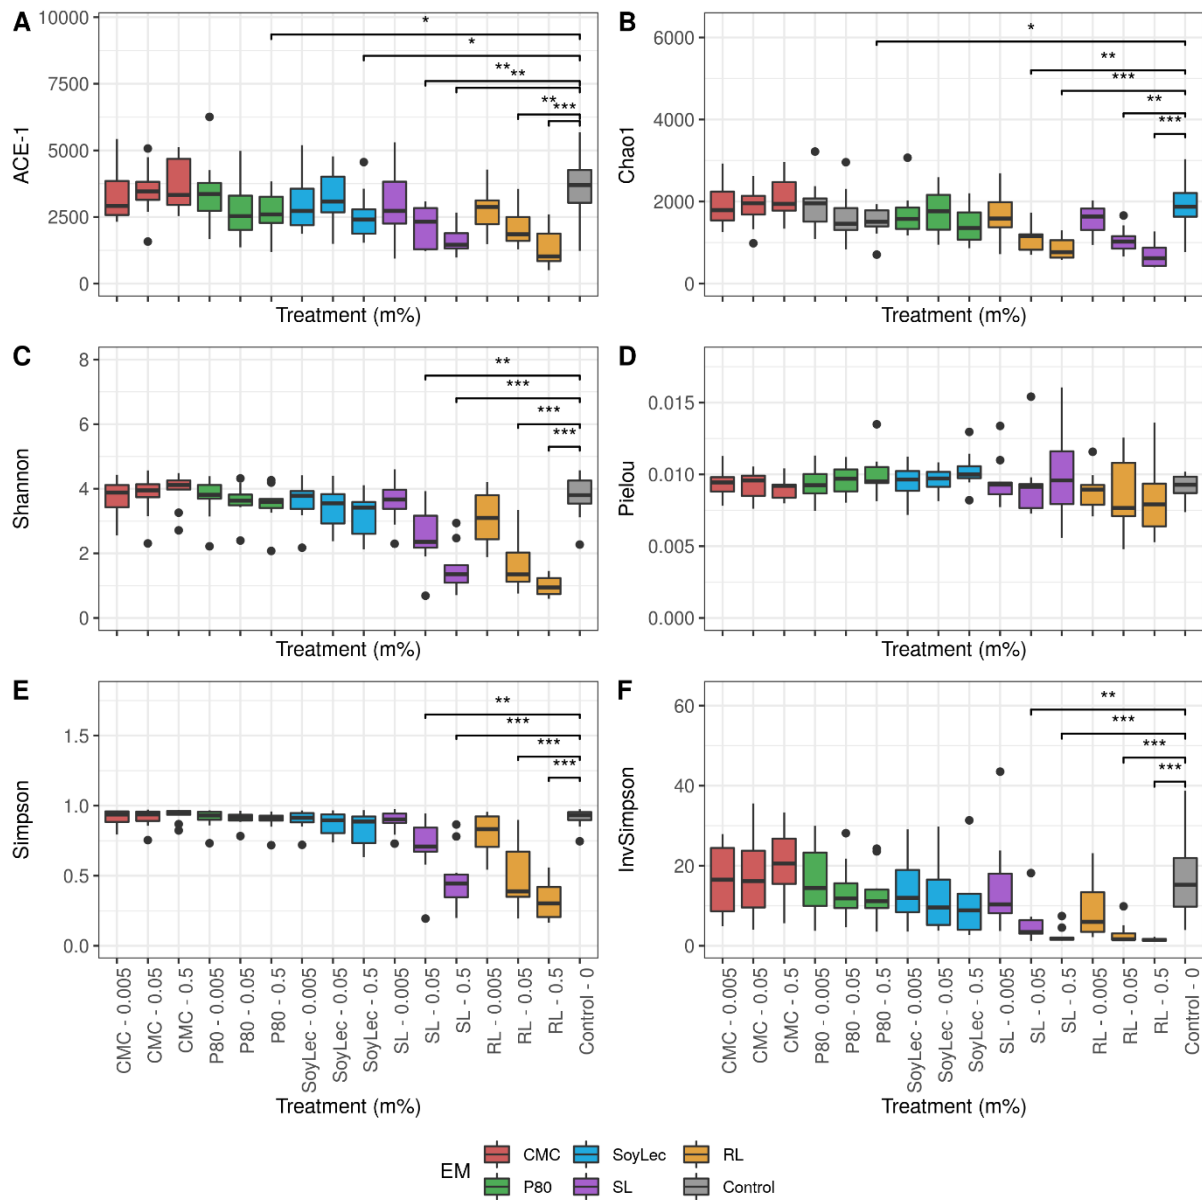 A
10000
7500
5000
2500
0
ACE-1
*
*
**
**
**
***
Treatment (m%)
B
6000
4000
2000
0
Chao1
*
**
***
**
***
Treatment (m%)
C
8
6
4
2
0
Shannon
**
***
***
***
Treatment (m%)
D
0.015
0.010
0.005
0.000
Pielou
Treatment (m%)
E
1.5
1.0
0.5
0.0
Simpson
**
***
***
***
CMC - 0.005
CMC - 0.05
CMC - 0.5
P80 - 0.005
P80 - 0.05
P80 - 0.5
SoyLec - 0.005
SoyLec - 0.05
SoyLec - 0.5
SL - 0.005
SL - 0.05
SL - 0.5
RL - 0.005
RL - 0.05
RL - 0.5
Control - 0
Treatment (m%)
F
60
40
20
0
InvSimpson
**
***
***
***
CMC - 0.005
CMC - 0.05
CMC - 0.5
P80 - 0.005
P80 - 0.05
P80 - 0.5
SoyLec - 0.005
SoyLec - 0.05
SoyLec - 0.5
SL - 0.005
SL - 0.05
SL - 0.5
RL - 0.005
RL - 0.05
RL - 0.5
Control - 0
Treatment (m%)
EM
CMC
SoyLec
RL
P80
SL
Control